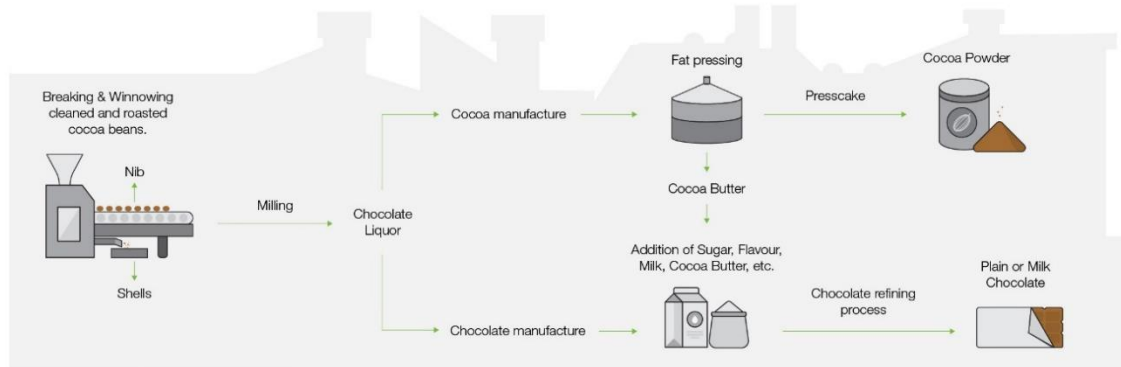 Breaking & Winnowing
cleaned and roasted
cocoa beans.
Nib
Shells
Milling
Chocolate
Liquor
Cocoa manufacture
Fat pressing
Presscake
Cocoa Powder
Cocoa Butter
Chocolate manufacture
Addition of Sugar, Flavour,
Milk, Cocoa Butter, etc.
Chocolate refining
process
Plain or Milk
Chocolate